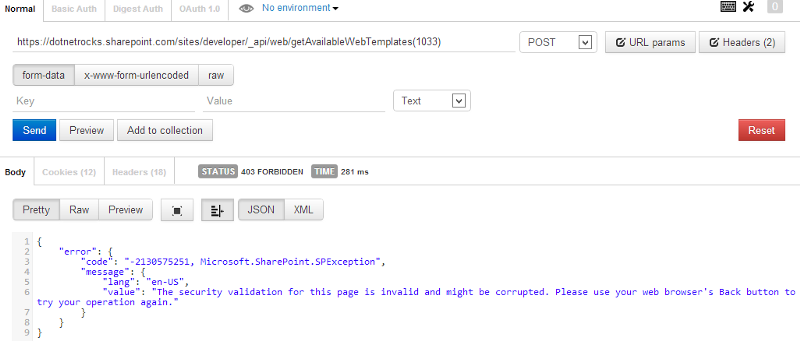 Normal Basic Auth Digest Auth OAuth 1.0 No environment 0
https://dotnetrocks.sharepoint.com/sites/developer/_api/web/getAvailableWebTemplates(1033) POST URL params Headers (2)
form-data x-www-form-urlencoded raw
Key Value Text
Send Preview Add to collection Reset
Body Cookies (12) Headers (18) STATUS 403 FORBIDDEN TIME 281 ms
Pretty Raw Preview JSON XML
1 {
2 "error": {
3 "code": "-2130575251, Microsoft.SharePoint.SPException",
4 "message": {
5 "lang": "en-US",
6 "value": "The security validation for this page is invalid and might be corrupted. Please use your web browser's Back button to
try your operation again."
7 }
8 }
9 }